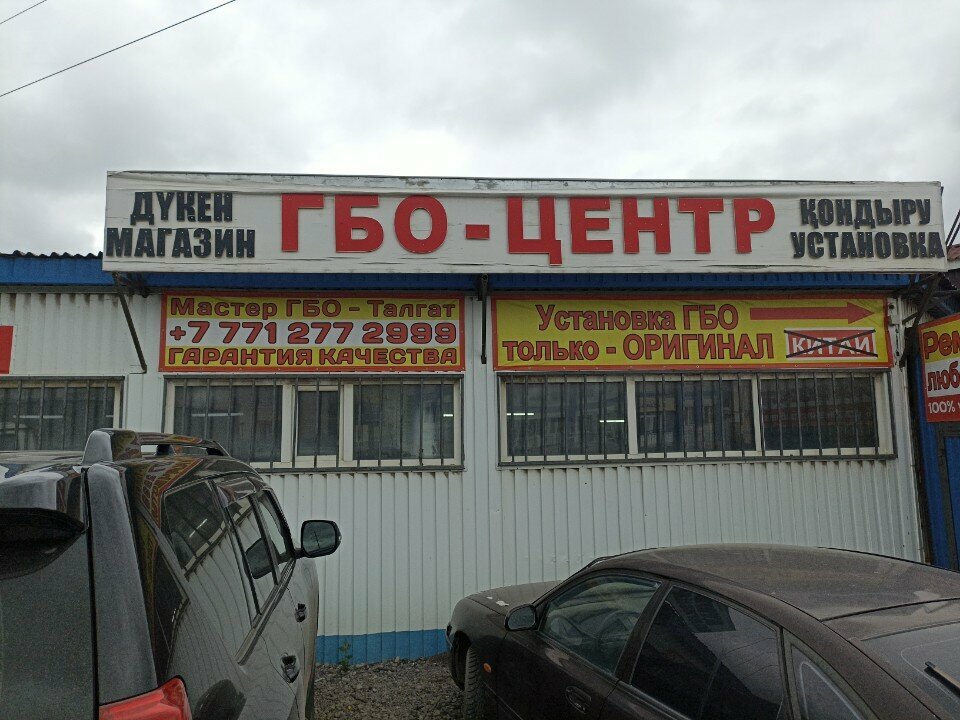 ДҮКЕН
МАГАЗИН
ГБО-ЦЕНТР
ҚОНДЫРУ
УСТАНОВКА
Мастер ГБО - Талгат
+7 771 277 2999
ГАРАНТИЯ КАЧЕСТВА
Установка ГБО
только - ОРИГИНАЛ
КИТАЙ
100%